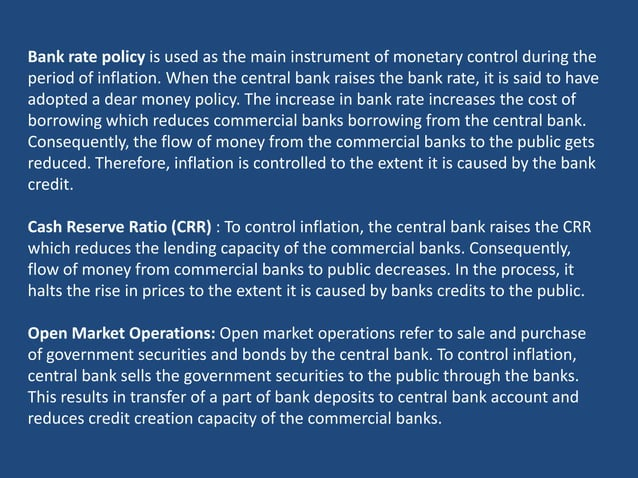 Bank rate policy is used as the main instrument of monetary control during the
period of inflation. When the central bank raises the bank rate, it is said to have
adopted a dear money policy. The increase in bank rate increases the cost of
borrowing which reduces commercial banks borrowing from the central bank.
Consequently, the flow of money from the commercial banks to the public gets
reduced. Therefore, inflation is controlled to the extent it is caused by the bank
credit.
Cash Reserve Ratio (CRR) : To control inflation, the central bank raises the CRR
which reduces the lending capacity of the commercial banks. Consequently,
flow of money from commercial banks to public decreases. In the process, it
halts the rise in prices to the extent it is caused by banks credits to the public.
Open Market Operations: Open market operations refer to sale and purchase
of government securities and bonds by the central bank. To control inflation,
central bank sells the government securities to the public through the banks.
This results in transfer of a part of bank deposits to central bank account and
reduces credit creation capacity of the commercial banks.